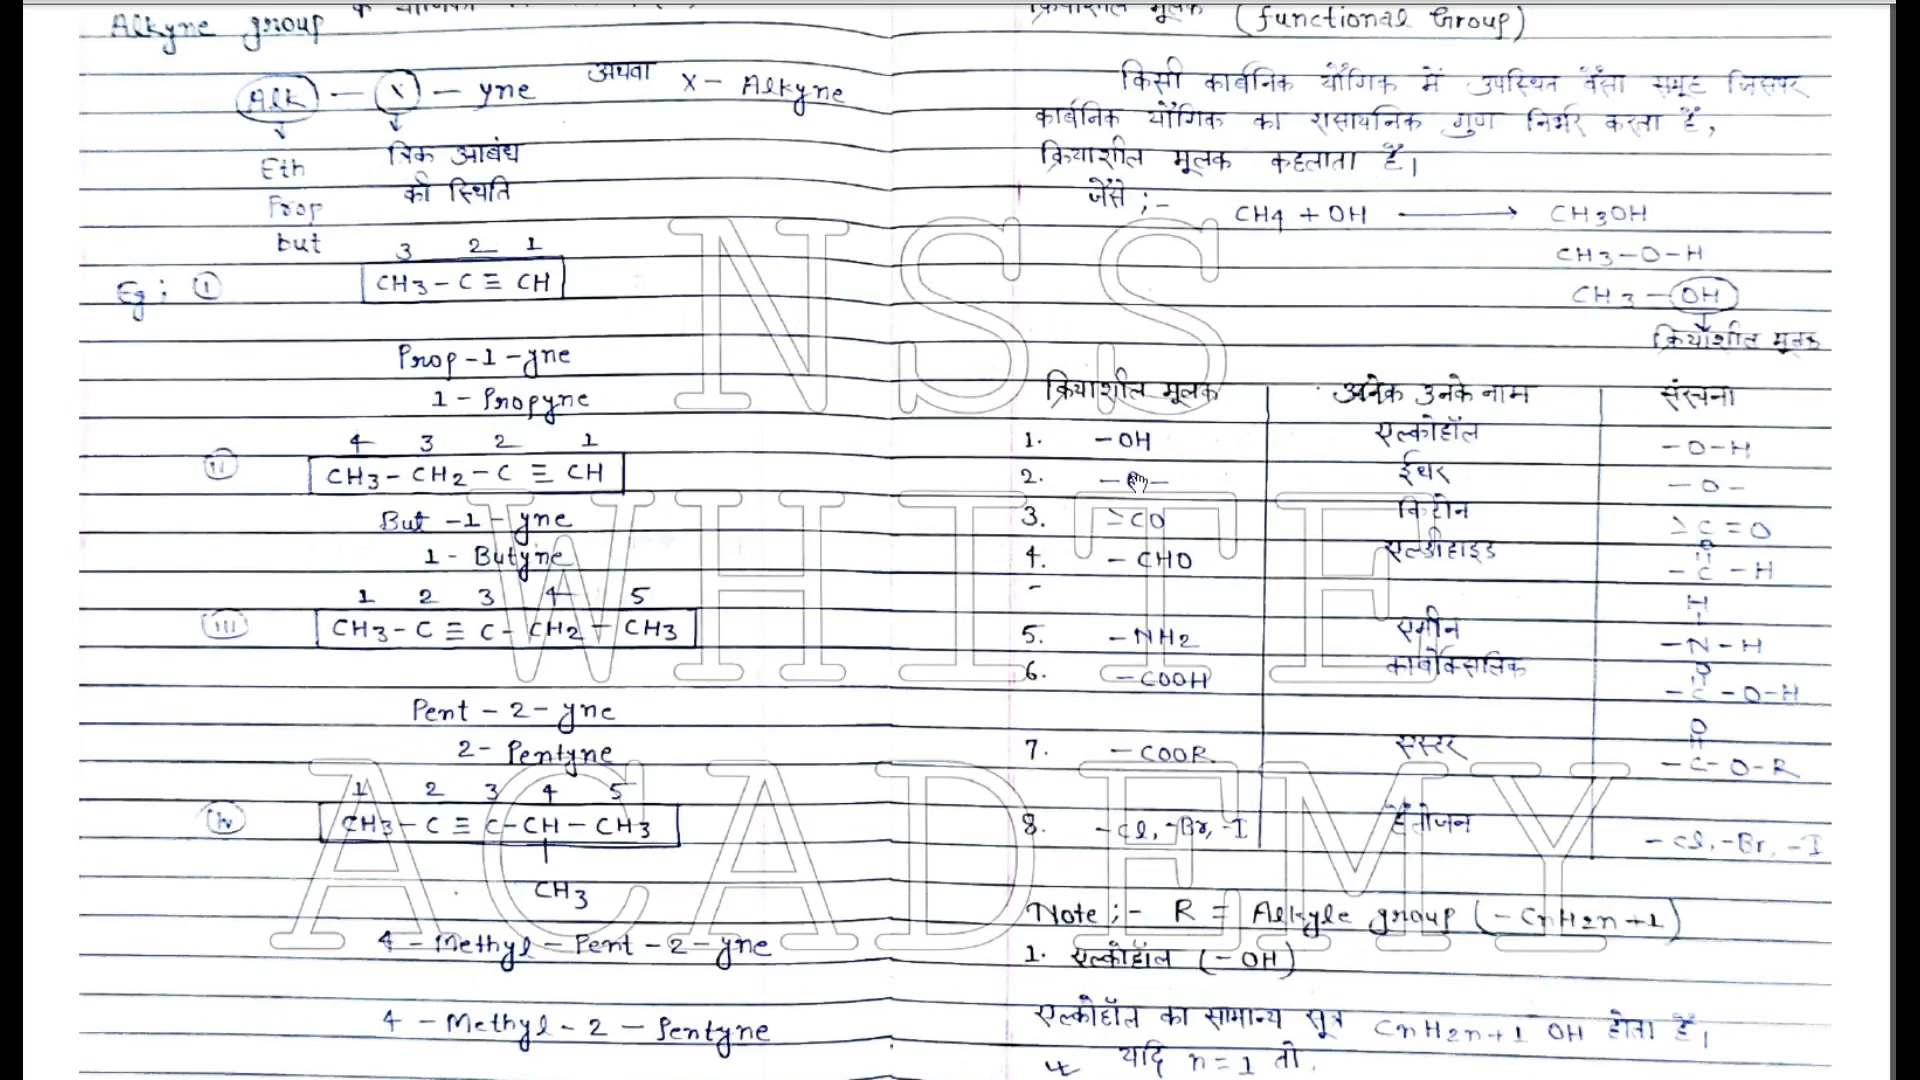 Alkyne group
Alk - X - yne अथवा X - Alkyne
Eth त्रिक आबंध
Prop की स्थिति
but
3 2 1
Eg: (i) CH3 - C ≡ CH
Prop-1-yne
1 - Propyne
4 3 2 1
(ii) CH3 - CH2 - C ≡ CH
But -1 - yne
1 - Butyne
1 2 3 4 5
(iii) CH3 - C ≡ C - CH2 - CH3
Pent - 2 - yne
2 - Pentyne
1 2 3 4 5
(iv) CH3 - C ≡ C - CH - CH3
CH3
4 - Methyl - Pent - 2 - yne
4 - Methyl - 2 - Pentyne
क्रियाशील मूलक (functional Group)
किसी कार्बनिक यौगिक में उपस्थित वैसा समूह जिसपर
कार्बनिक यौगिक का रासायनिक गुण निर्भर करता है,
क्रियाशील मूलक कहलाता है।
जैसे ;- CH4 + OH ⟶ CH3OH
CH3-O-H
CH3 - OH
क्रियाशील मूलक
क्रियाशील मूलक अनेक उनके नाम संरचना
1. -OH एल्कोहॉल -O-H
2. ईथर -O-
3. >CO किटोन >C=O
4. -CHO एल्डीहाइड O
-C-H
H
5. -NH2 एमीन -N-H
6. -COOH कार्बोक्सिलिक O
-C-O-H
O
7. -COOR एस्टर -C-O-R
8. -Cl, -Br, -I हैलोजन -Cl, -Br, -I
Note ;- R = Alkyle group (-CnH2n+1)
1. एल्कोहॉल (-OH)
एल्कोहॉल का सामान्य सूत्र CnH2n+1 OH होता है।
यदि n=1 तो,
NSS
WHITE
ACADEMY